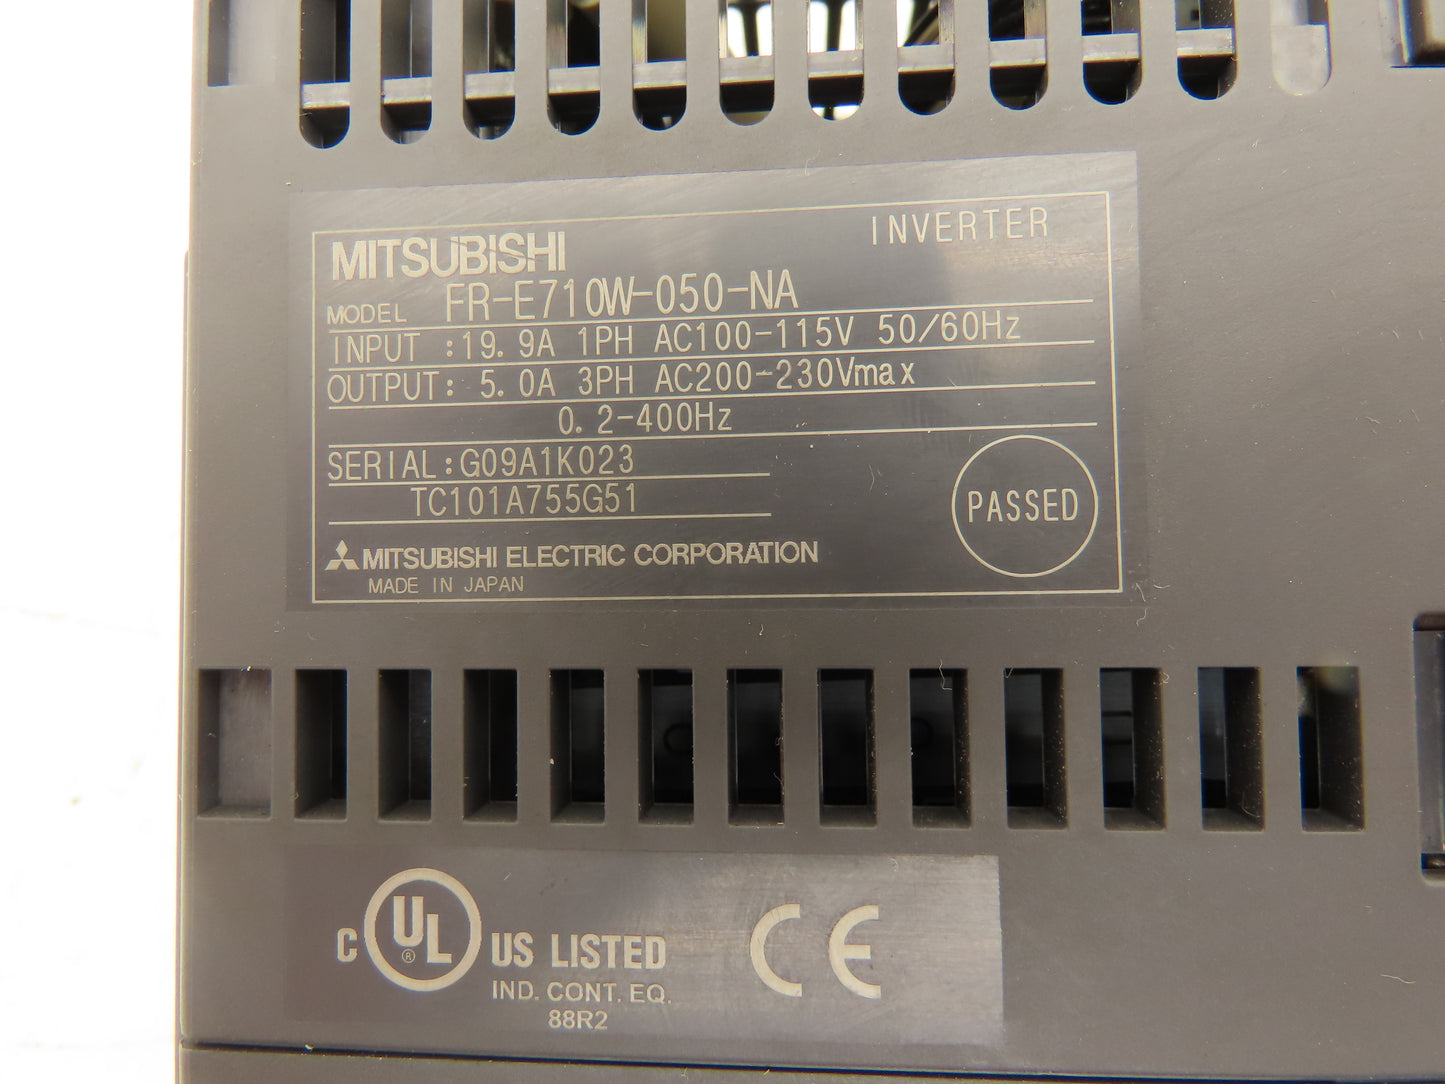 INVERTER
MITSUBISHI
MODEL FR-E710W-050-NA
INPUT :19.9A 1PH AC100-115V 50/60Hz
OUTPUT: 5.0A 3PH AC200-230Vmax
0.2-400Hz
SERIAL:G09A1K023
TC101A755G51
PASSED
MITSUBISHI ELECTRIC CORPORATION
MADE IN JAPAN
C UL ® US LISTED CE
IND. CONT. EQ.
88R2